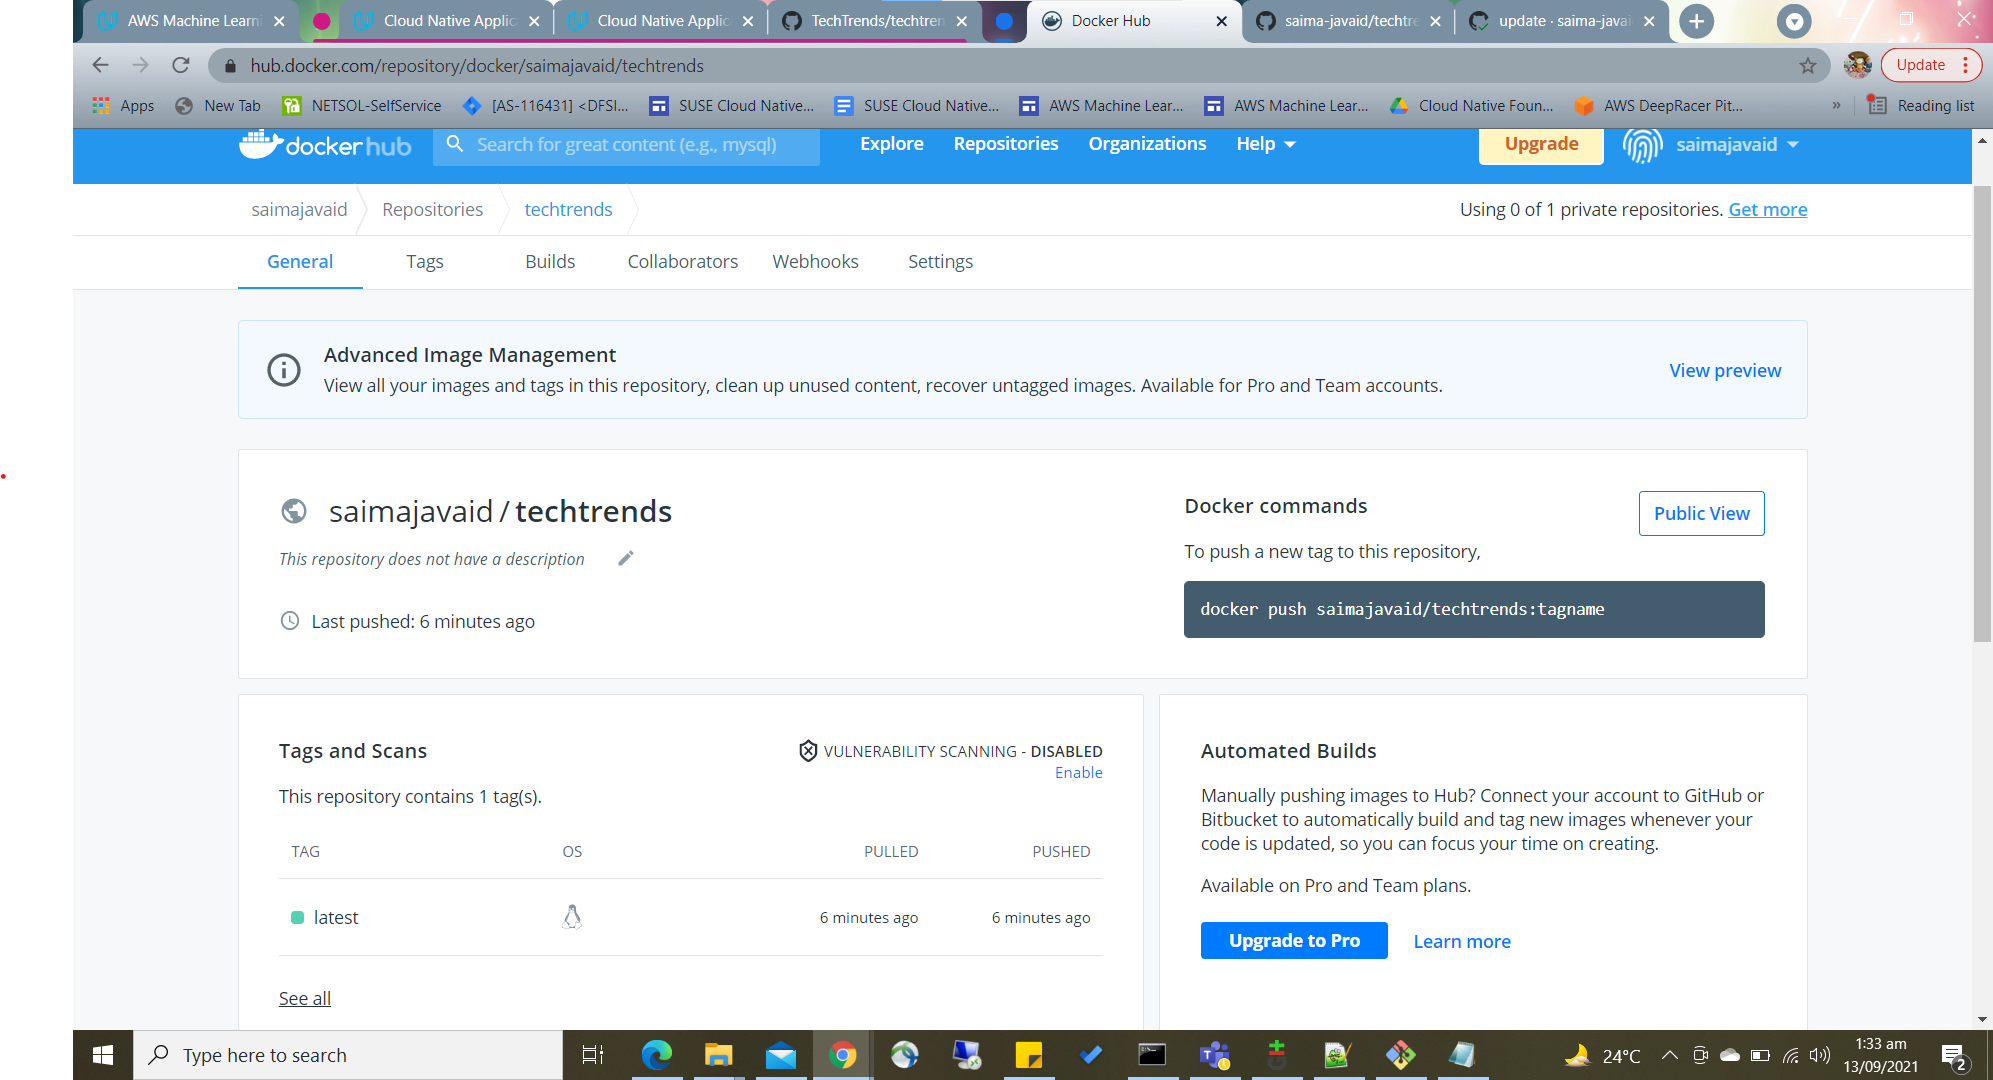 AWS Machine Learni
Cloud Native Applic
Cloud Native Applic
TechTrends/techtren
Docker Hub
saima-javaid/techtre
update · saima-javai
hub.docker.com/repository/docker/saimajavaid/techtrends
Update
Apps
New Tab
NETSOL-SelfService
[AS-116431] <DFSI...
SUSE Cloud Native...
SUSE Cloud Native...
AWS Machine Lear...
AWS Machine Lear...
Cloud Native Foun...
AWS DeepRacer Pit...
»
Reading list
dockerhub
Search for great content (e.g., mysql)
Explore
Repositories
Organizations
Help
Upgrade
saimajavaid
saimajavaid
Repositories
techtrends
Using 0 of 1 private repositories. Get more
General
Tags
Builds
Collaborators
Webhooks
Settings
Advanced Image Management
View all your images and tags in this repository, clean up unused content, recover untagged images. Available for Pro and Team accounts.
View preview
saimajavaid / techtrends
This repository does not have a description
Last pushed: 6 minutes ago
Docker commands
Public View
To push a new tag to this repository,
docker push saimajavaid/techtrends:tagname
Tags and Scans
VULNERABILITY SCANNING - DISABLED
Enable
This repository contains 1 tag(s).
TAG OS PULLED PUSHED
latest 6 minutes ago 6 minutes ago
See all
Automated Builds
Manually pushing images to Hub? Connect your account to GitHub or
Bitbucket to automatically build and tag new images whenever your
code is updated, so you can focus your time on creating.
Available on Pro and Team plans.
Upgrade to Pro
Learn more
Type here to search
24°C
1:33 am
13/09/2021
2